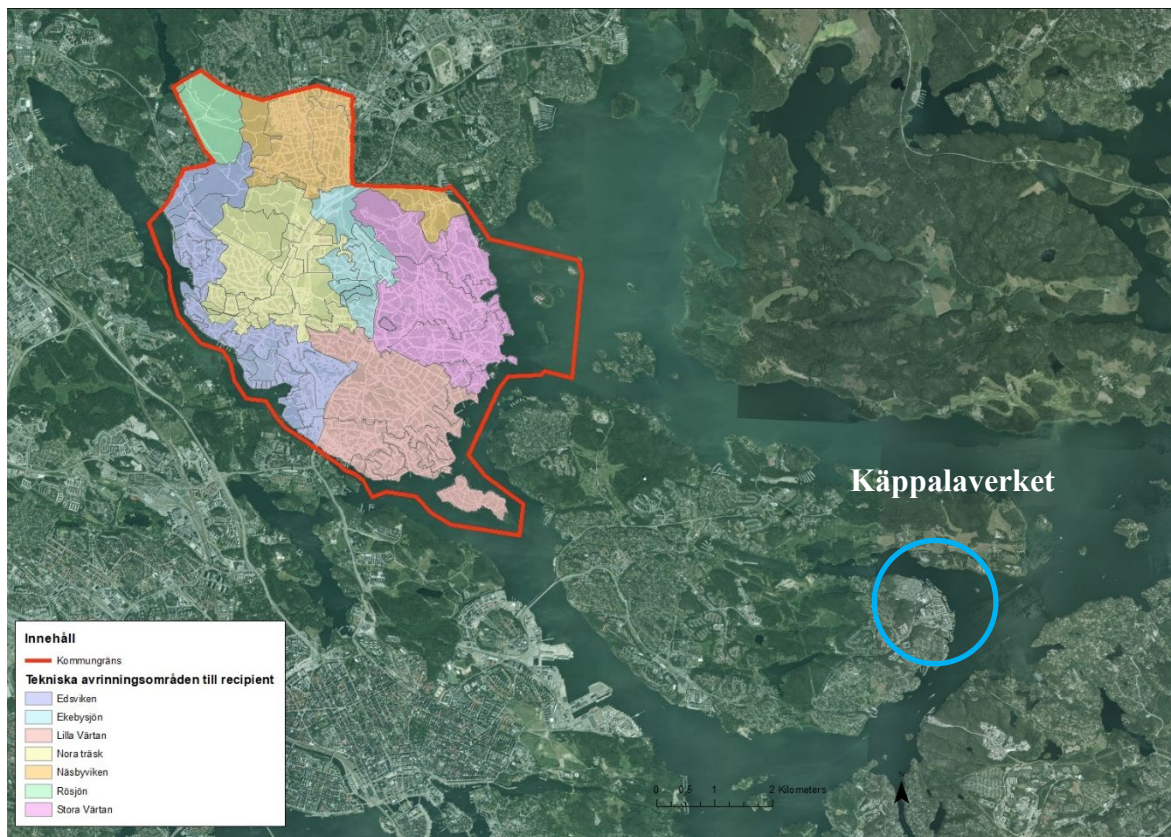 Käppalaverket
Innehåll
Kommungräns
Tekniska avrinningsområden till recipient
Edsviken
Ekebysjön
Lilla Värtan
Nora träsk
Näsbyviken
Rösjön
Stora Värtan
0 0,5 1 2 Kilometers